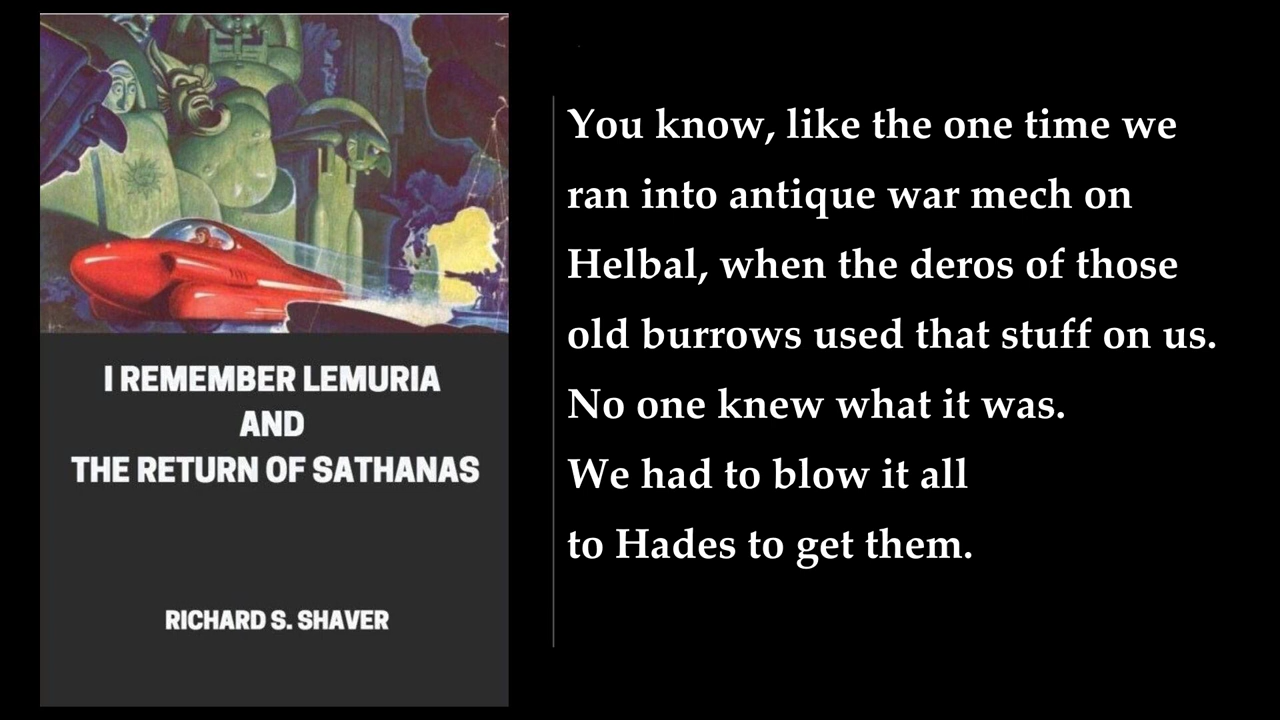 I REMEMBER LEMURIA
AND
THE RETURN OF SATHANAS
RICHARD S. SHAVER
You know, like the one time we
ran into antique war mech on
Helbal, when the deros of those
old burrows used that stuff on us.
No one knew what it was.
We had to blow it all
to Hades to get them.